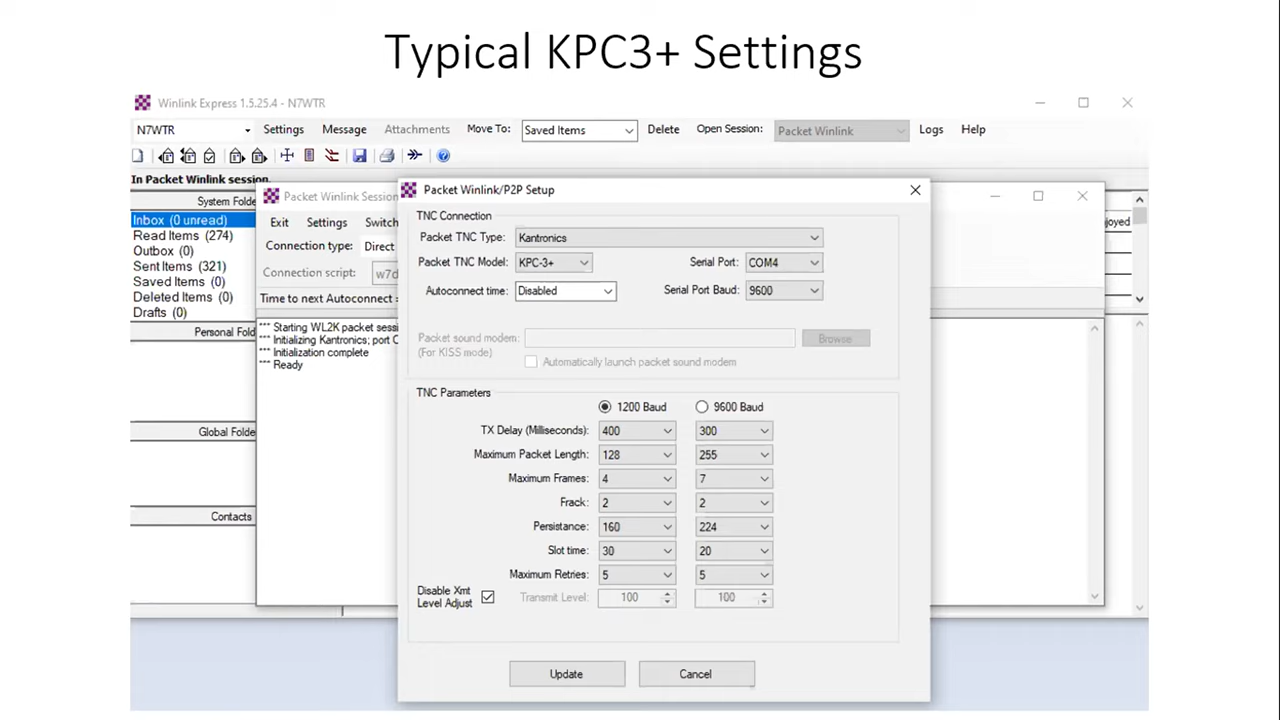 Typical KPC3+ Settings
Winlink Express 1.5.25.4 - N7WTR
N7WTR Settings Message Attachments Move To: Saved Items Delete Open Session: Packet Winlink Logs Help
In Packet Winlink session.
System Folde
Inbox (0 unread)
Read Items (274)
Outbox (0)
Sent Items (321)
Saved Items (0)
Deleted Items (0)
Drafts (0)
Personal Fold
Global Folde
Contacts
Packet Winlink Session
Exit Settings Switch
Connection type: Direct
Connection script: w7d
Time to next Autoconnect =
*** Starting WL2K packet sessi
*** Initializing Kantronics; port C
*** Initialization complete
*** Ready
njoyed
Packet Winlink/P2P Setup
TNC Connection
Packet TNC Type: Kantronics
Packet TNC Model: KPC-3+ Serial Port: COM4
Autoconnect time: Disabled Serial Port Baud: 9600
Packet sound modem: Browse
(For KISS mode)
Automatically launch packet sound modem
TNC Parameters
1200 Baud 9600 Baud
TX Delay (Milliseconds): 400 300
Maximum Packet Length: 128 255
Maximum Frames: 4 7
Frack: 2 2
Persistance: 160 224
Slot time: 30 20
Maximum Retries: 5 5
Disable Xmt
Level Adjust Transmit Level: 100 100
Update Cancel